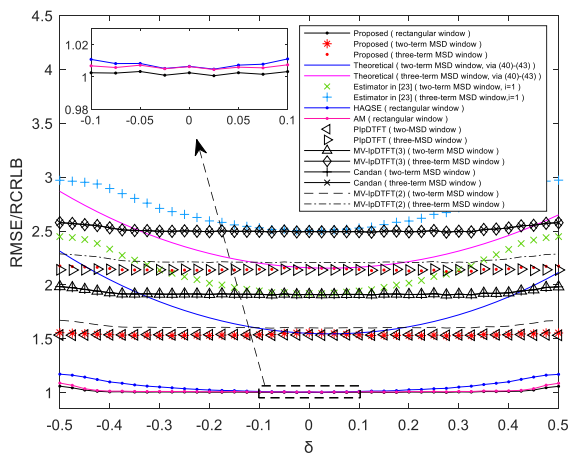 4.5
4
3.5
3
2.5
2
1.5
1
RMSE/RCRLB
-0.5
-0.4
-0.3
-0.2
-0.1
0
0.1
0.2
0.3
0.4
0.5
δ
1.02
1
0.98
-0.1
-0.05
0
0.05
0.1
Proposed ( rectangular window )
Proposed ( two-term MSD window )
Proposed ( three-term MSD window )
Theoretical ( two-term MSD window, via (40)-(43) )
Theoretical ( three-term MSD window, via (40)-(43) )
Estimator in [23] ( two-term MSD window, i=1 )
Estimator in [23] ( three-term MSD window,i=1 )
HAQSE ( rectangular window )
AM ( rectangular window )
PIpDTFT ( two-MSD window )
PIpDTFT ( three-MSD window )
MV-IpDTFT(3) ( two-term MSD window )
MV-IpDTFT(3) ( three-term MSD window )
Candan ( two-term MSD window )
Candan ( three-term MSD window )
MV-IpDTFT(2) ( two-term MSD window )
MV-IpDTFT(2) ( three-term MSD window )